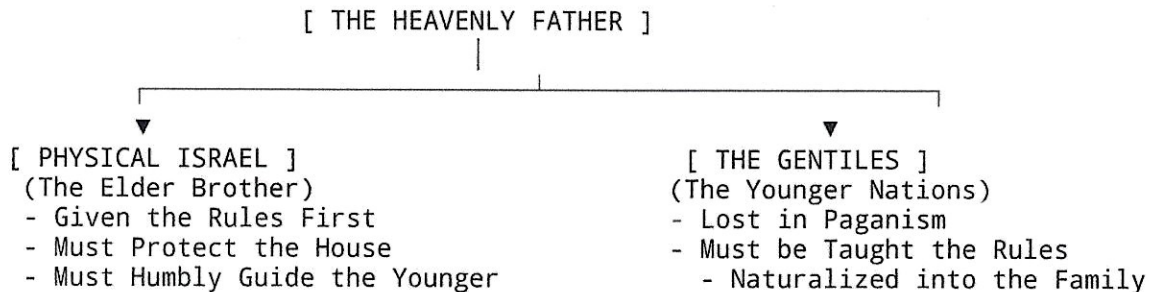 [ THE HEAVENLY FATHER ]
[ PHYSICAL ISRAEL ]
(The Elder Brother)
- Given the Rules First
- Must Protect the House
- Must Humbly Guide the Younger
[ THE GENTILES ]
(The Younger Nations)
- Lost in Paganism
- Must be Taught the Rules
- Naturalized into the Family